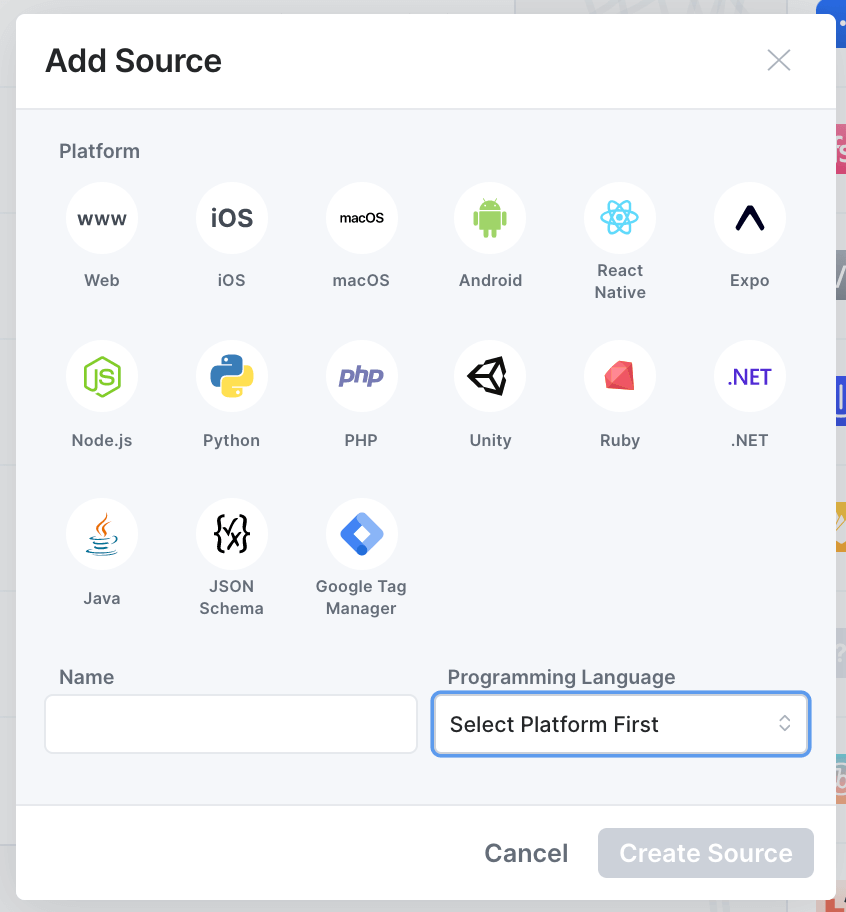 Add Source
Platform
www
iOS
macOS
Web
iOS
macOS
Android
React
Native
Expo
JS
php
.NET
Node.js
Python
PHP
Unity
Ruby
.NET
Java
JSON
Schema
Google Tag
Manager
Name
Programming Language
Select Platform First
Cancel
Create Source